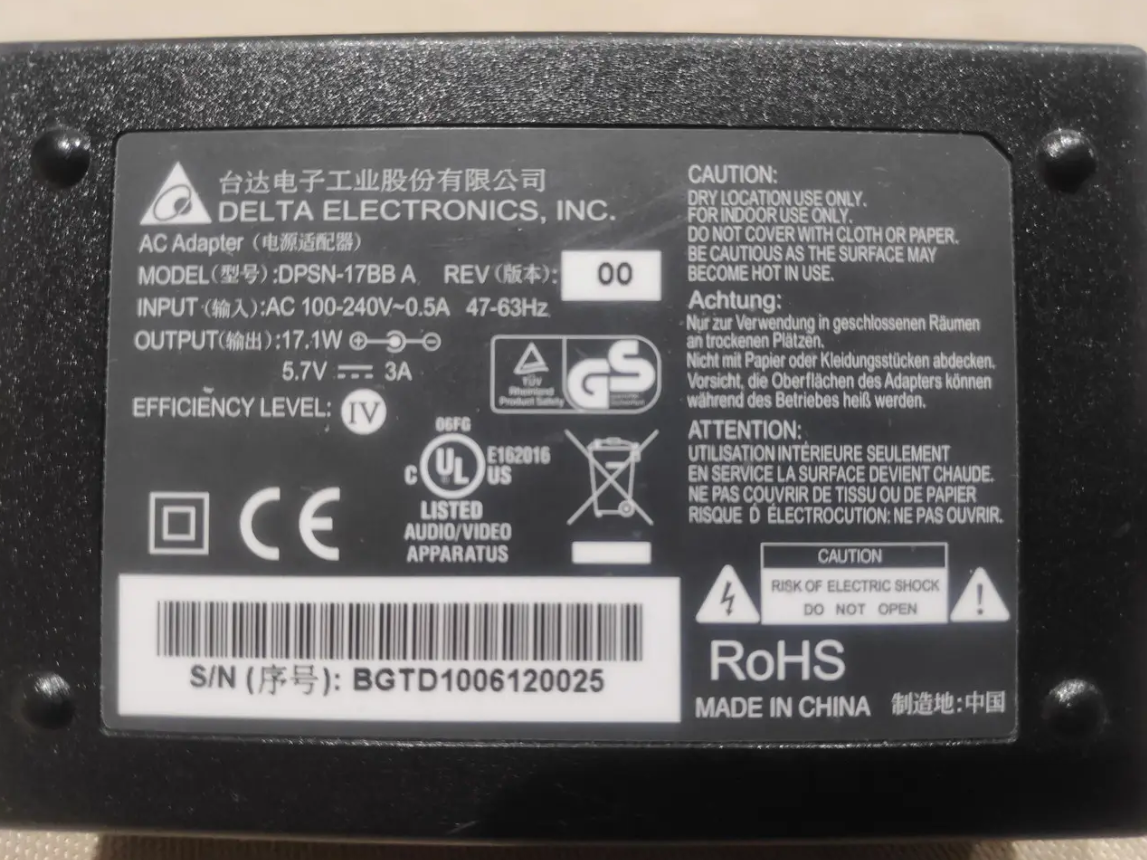 台达电子工业股份有限公司
DELTA ELECTRONICS, INC.
AC Adapter (电源适配器)
MODEL(型号):DPSN-17BB A REV(版本): 00
INPUT (输入):AC 100-240V~0.5A 47-63Hz
OUTPUT(输出):17.1W
5.7V 3A
EFFICIENCY LEVEL: IV
TÜV
Rheinland
Product Safety
GS
06FG
C UL US E162016
LISTED
AUDIO/VIDEO
APPARATUS
CE
S/N (序号): BGTD1006120025
CAUTION:
DRY LOCATION USE ONLY.
FOR INDOOR USE ONLY.
DO NOT COVER WITH CLOTH OR PAPER.
BE CAUTIOUS AS THE SURFACE MAY
BECOME HOT IN USE.
Achtung:
Nur zur Verwendung in geschlossenen Räumen
an trockenen Plätzen.
Nicht mit Papier oder Kleidungsstücken abdecken.
Vorsicht, die Oberflächen des Adapters können
während des Betriebes heiß werden.
ATTENTION:
UTILISATION INTÉRIEURE SEULEMENT
EN SERVICE LA SURFACE DEVIENT CHAUDE.
NE PAS COUVRIR DE TISSU OU DE PAPIER
RISQUE D ÉLECTROCUTION: NE PAS OUVRIR.
CAUTION
RISK OF ELECTRIC SHOCK
DO NOT OPEN
RoHS
MADE IN CHINA 制造地:中国